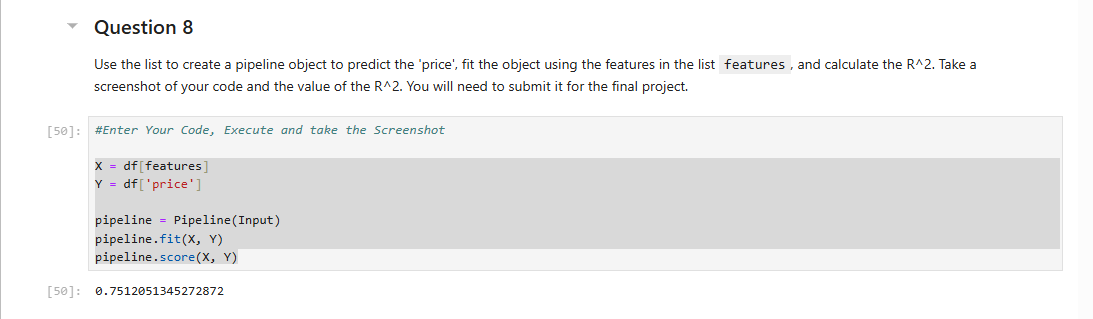 Question 8
Use the list to create a pipeline object to predict the 'price', fit the object using the features in the list features , and calculate the R^2. Take a
screenshot of your code and the value of the R^2. You will need to submit it for the final project.
[50]: #Enter Your Code, Execute and take the Screenshot
X = df[features]
Y = df['price']
pipeline = Pipeline(Input)
pipeline.fit(X, Y)
pipeline.score(X, Y)
[50]: 0.7512051345272872